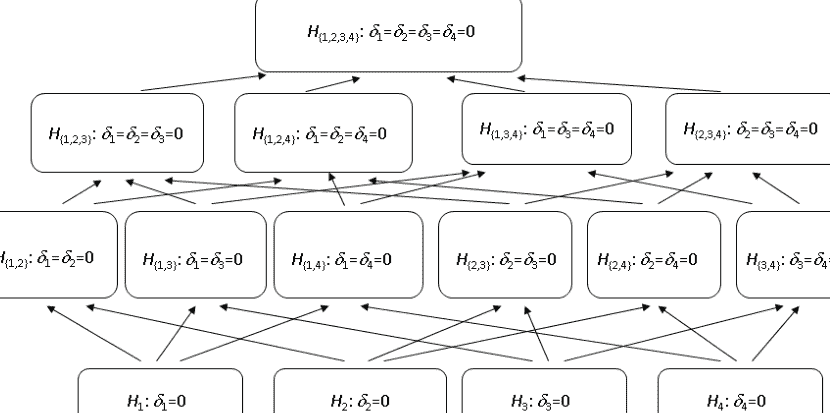 H{1,2,3,4}: δ1=δ2=δ3=δ4=0
H{1,2,3}: δ1=δ2=δ3=0
H{1,2,4}: δ1=δ2=δ4=0
H{1,3,4}: δ1=δ3=δ4=0
H{2,3,4}: δ2=δ3=δ4=0
H{1,2}: δ1=δ2=0
H{1,3}: δ1=δ3=0
H{1,4}: δ1=δ4=0
H{2,3}: δ2=δ3=0
H{2,4}: δ2=δ4=0
H{3,4}: δ3=δ4=
H1: δ1=0
H2: δ2=0
H3: δ3=0
H4: δ4=0